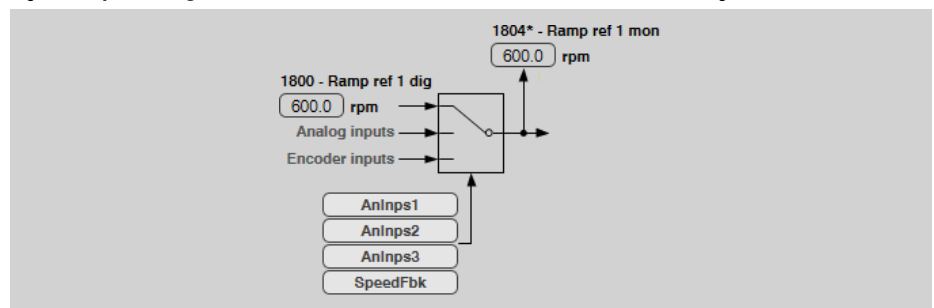 1804* - Ramp ref 1 mon
600.0 rpm
1800 - Ramp ref 1 dig
600.0 rpm
Analog inputs
Encoder inputs
AnInps1
AnInps2
AnInps3
SpeedFbk